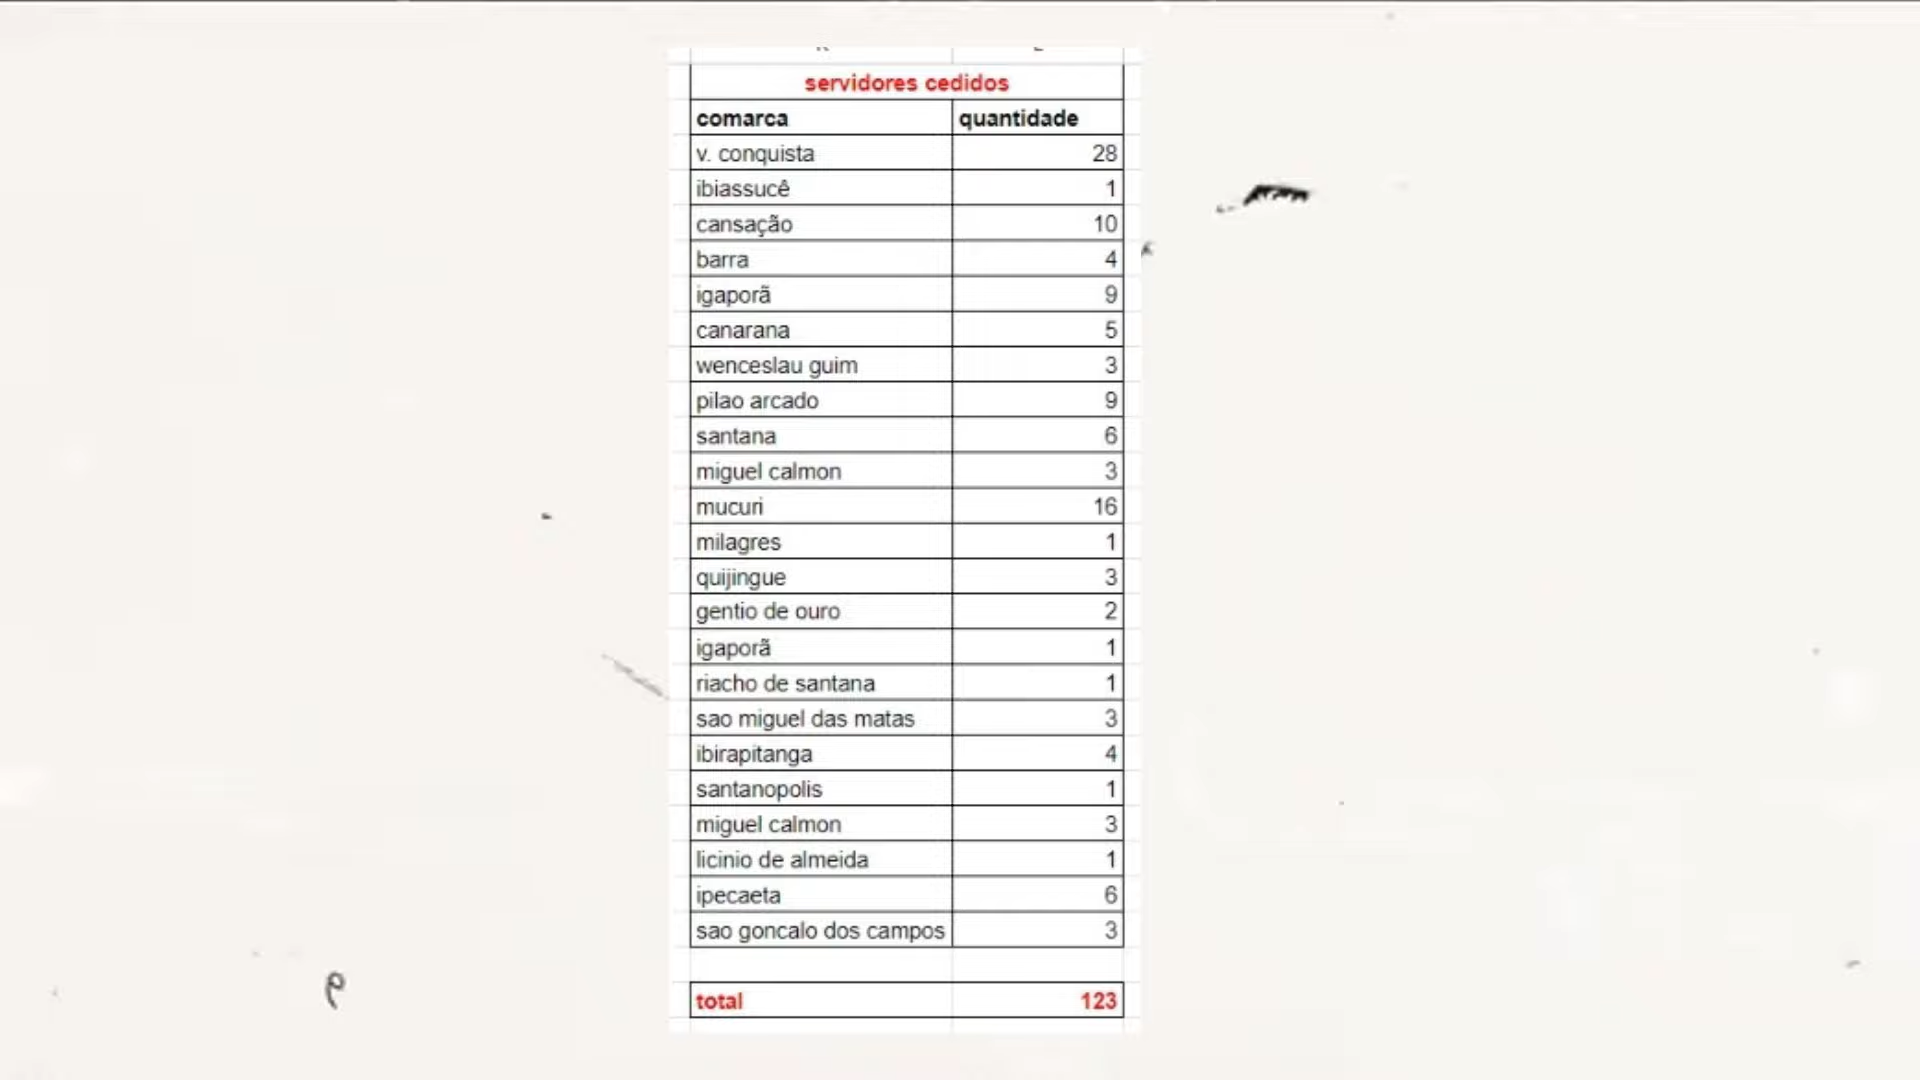 servidores cedidos
comarca quantidade
v. conquista 28
ibiassucê 1
cansação 10
barra 4
igaporã 9
canarana 5
wenceslau guim 3
pilao arcado 9
santana 6
miguel calmon 3
mucuri 16
milagres 1
quijingue 3
gentio de ouro 2
igaporã 1
riacho de santana 1
sao miguel das matas 3
ibirapitanga 4
santanopolis 1
miguel calmon 3
licinio de almeida 1
ipecaeta 6
sao goncalo dos campos 3
total 123